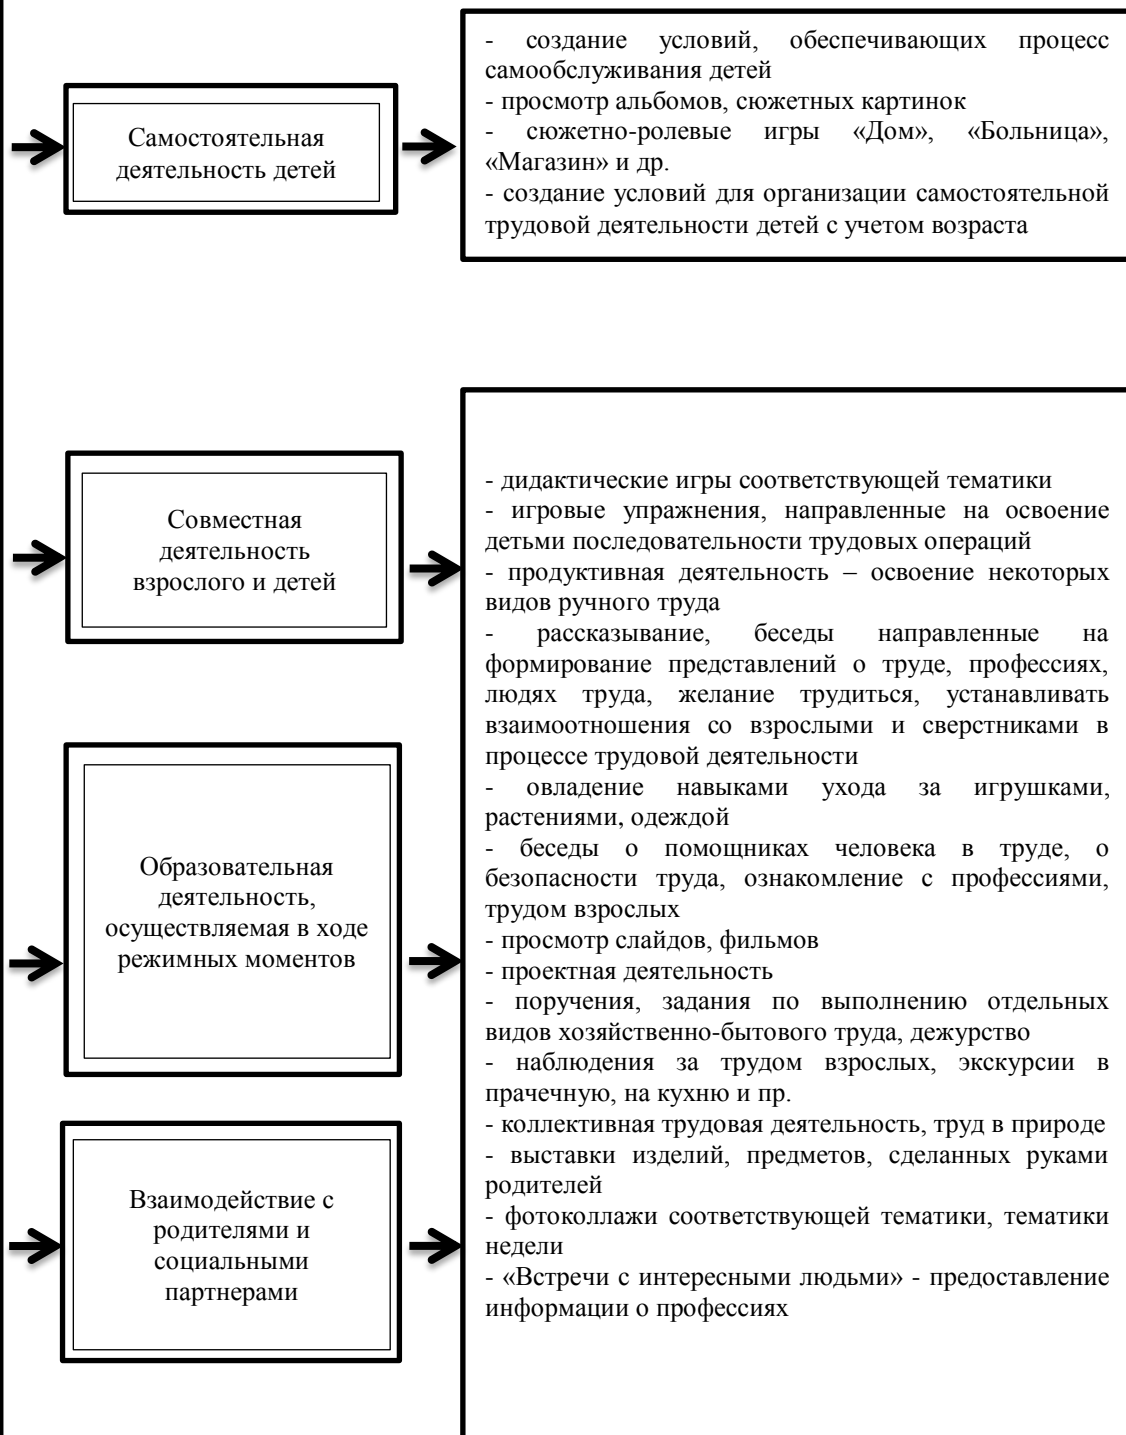 Самостоятельная
деятельность детей
- создание условий, обеспечивающих процесс
самообслуживания детей
- просмотр альбомов, сюжетных картинок
- сюжетно-ролевые игры «Дом», «Больница»,
«Магазин» и др.
- создание условий для организации самостоятельной
трудовой деятельности детей с учетом возраста
Совместная
деятельность
взрослого и детей
Образовательная
деятельность,
осуществляемая в ходе
режимных моментов
Взаимодействие с
родителями и
социальными
партнерами
- дидактические игры соответствующей тематики
- игровые упражнения, направленные на освоение
детьми последовательности трудовых операций
- продуктивная деятельность – освоение некоторых
видов ручного труда
- рассказывание, беседы направленные на
формирование представлений о труде, профессиях,
людях труда, желание трудиться, устанавливать
взаимоотношения со взрослыми и сверстниками в
процессе трудовой деятельности
- овладение навыками ухода за игрушками,
растениями, одеждой
- беседы о помощниках человека в труде, о
безопасности труда, ознакомление с профессиями,
трудом взрослых
- просмотр слайдов, фильмов
- проектная деятельность
- поручения, задания по выполнению отдельных
видов хозяйственно-бытового труда, дежурство
- наблюдения за трудом взрослых, экскурсии в
прачечную, на кухню и пр.
- коллективная трудовая деятельность, труд в природе
- выставки изделий, предметов, сделанных руками
родителей
- фотоколлажи соответствующей тематики, тематики
недели
- «Встречи с интересными людьми» - предоставление
информации о профессиях